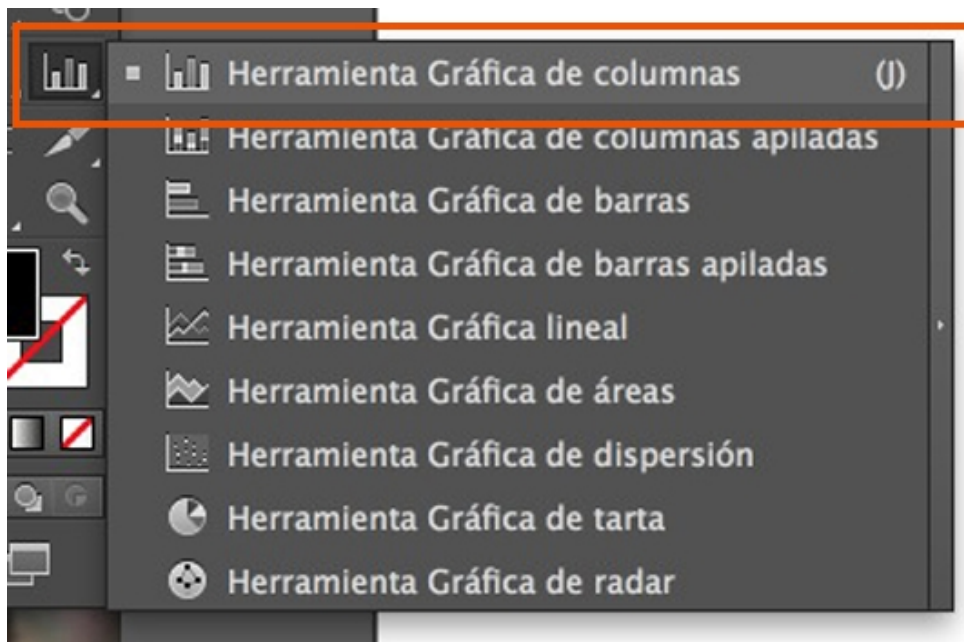 Herramienta Gráfica de columnas (J)
Herramienta Gráfica de columnas apiladas
Herramienta Gráfica de barras
Herramienta Gráfica de barras apiladas
Herramienta Gráfica lineal
Herramienta Gráfica de áreas
Herramienta Gráfica de dispersión
Herramienta Gráfica de tarta
Herramienta Gráfica de radar